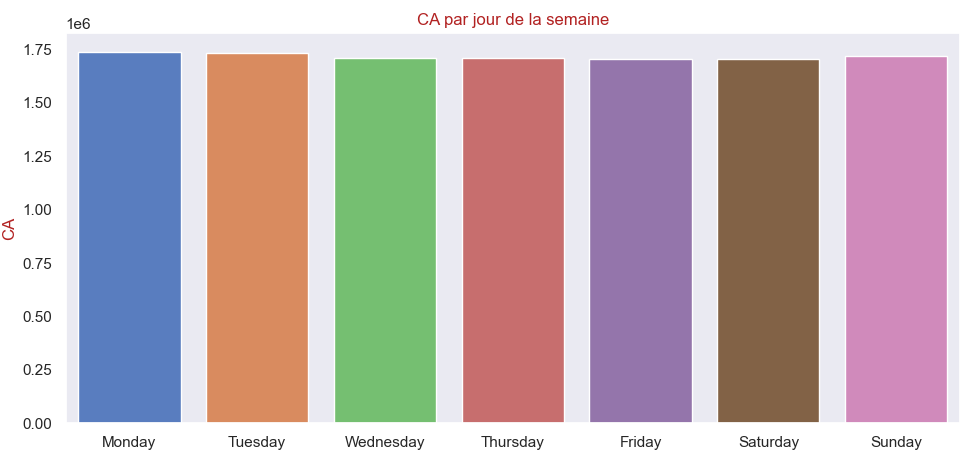 CA par jour de la semaine
1e6
1.75
1.50
1.25
1.00
0.75
0.50
0.25
0.00
CA
Monday Tuesday Wednesday Thursday Friday Saturday Sunday